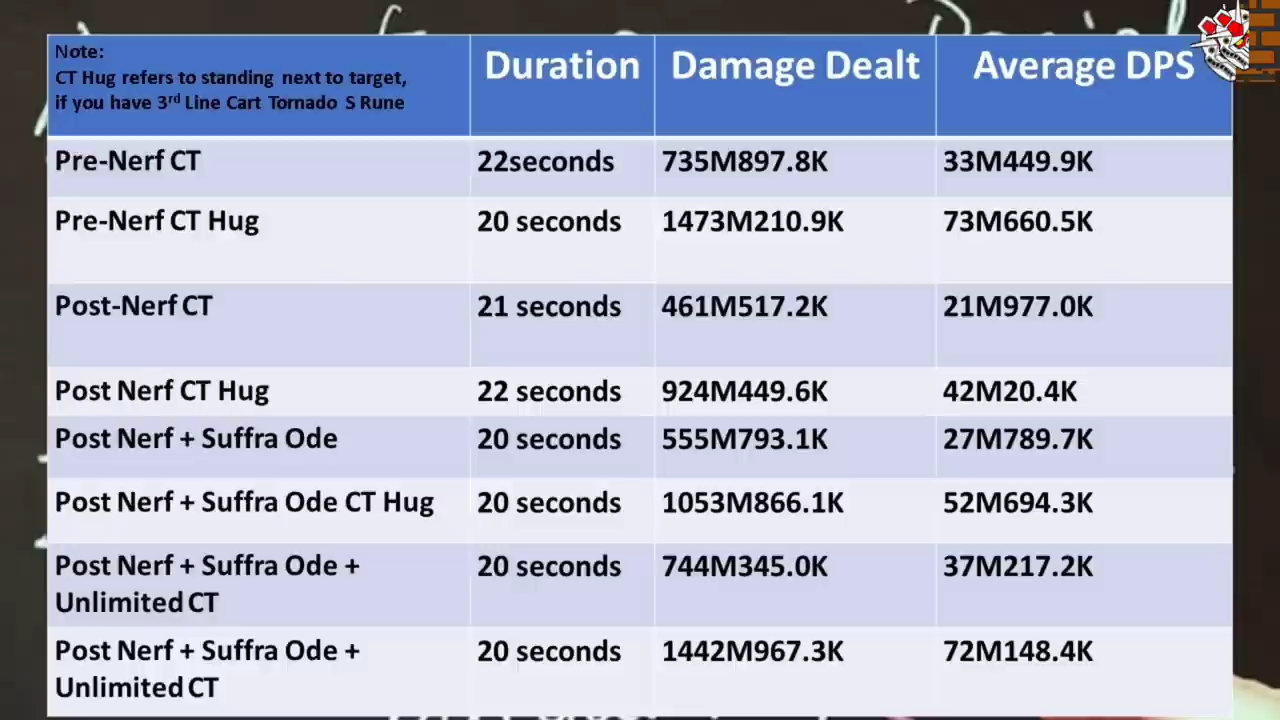 Note:
CT Hug refers to standing next to target,
if you have 3rd Line Cart Tornado S Rune
Duration
Damage Dealt
Average DPS
Pre-Nerf CT
22seconds
735M897.8K
33M449.9K
Pre-Nerf CT Hug
20 seconds
1473M210.9K
73M660.5K
Post-Nerf CT
21 seconds
461M517.2K
21M977.0K
Post Nerf CT Hug
22 seconds
924M449.6K
42M20.4K
Post Nerf + Suffra Ode
20 seconds
555M793.1K
27M789.7K
Post Nerf + Suffra Ode CT Hug
20 seconds
1053M866.1K
52M694.3K
Post Nerf + Suffra Ode +
Unlimited CT
20 seconds
744M345.0K
37M217.2K
Post Nerf + Suffra Ode +
Unlimited CT
20 seconds
1442M967.3K
72M148.4K